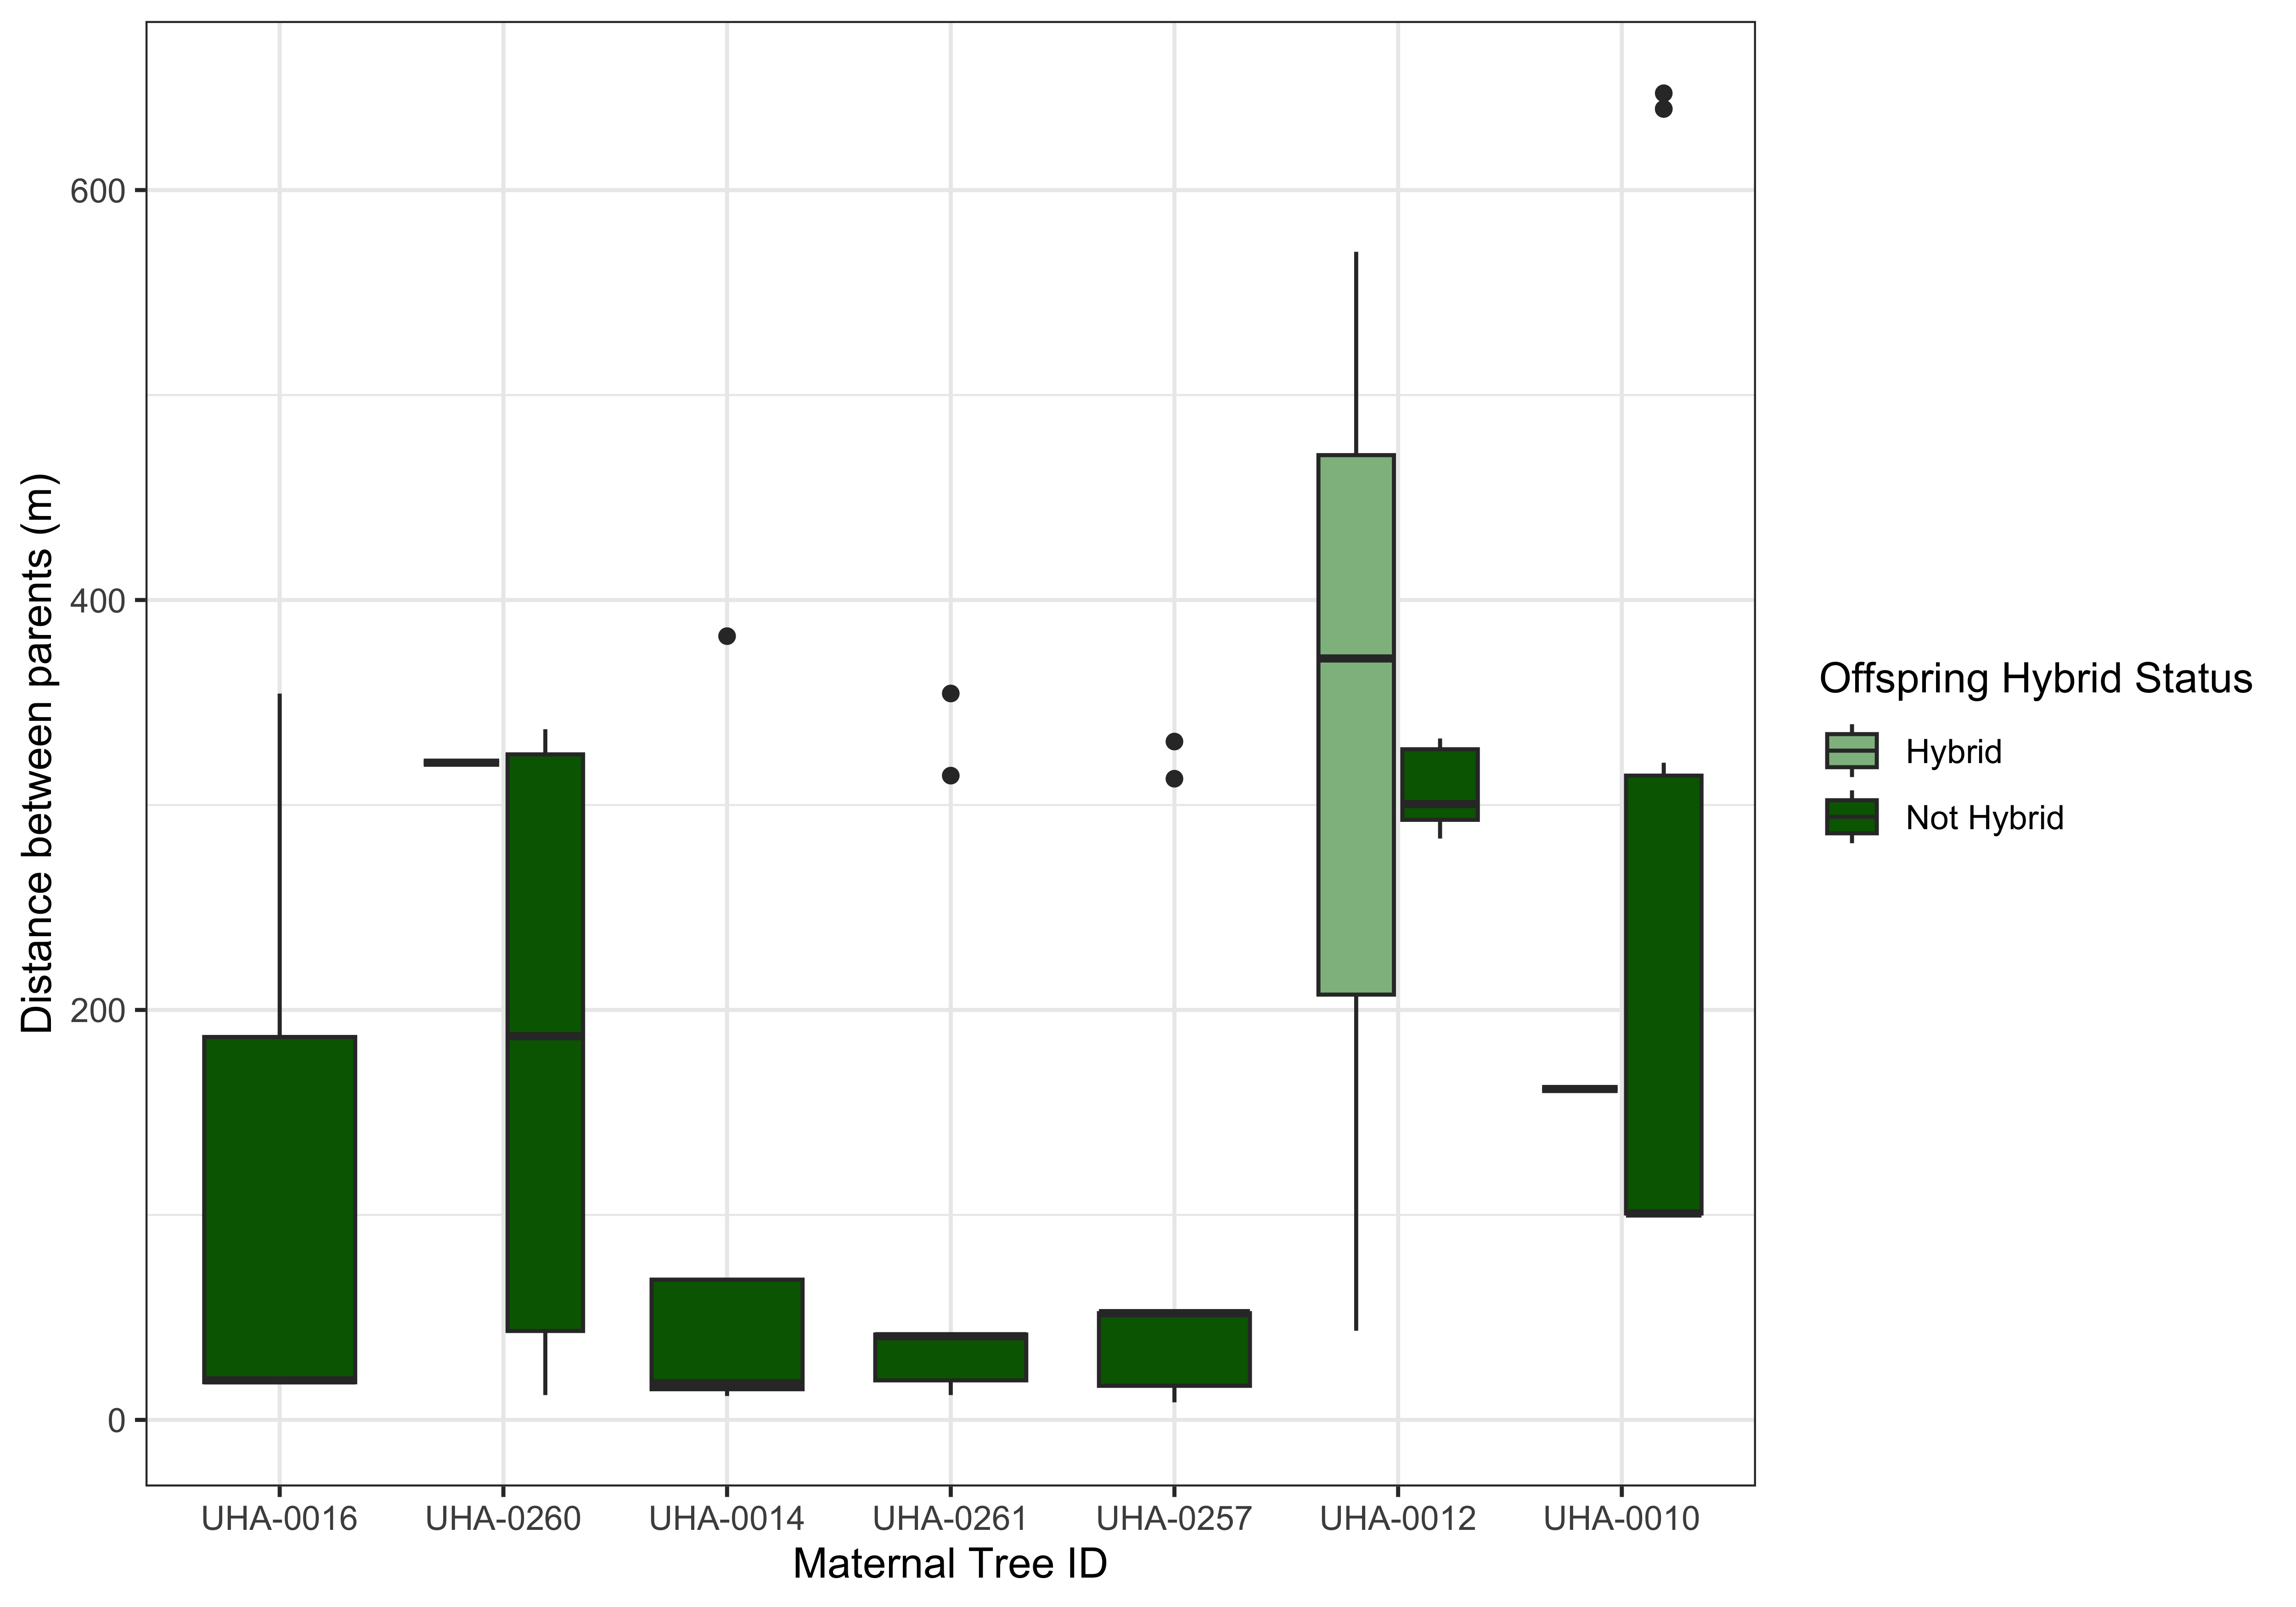 Distance between parents (m)
600
400
200
0
UHA-0016 UHA-0260 UHA-0014 UHA-0261 UHA-0257 UHA-0012 UHA-0010
Maternal Tree ID
Offspring Hybrid Status
Hybrid
Not Hybrid